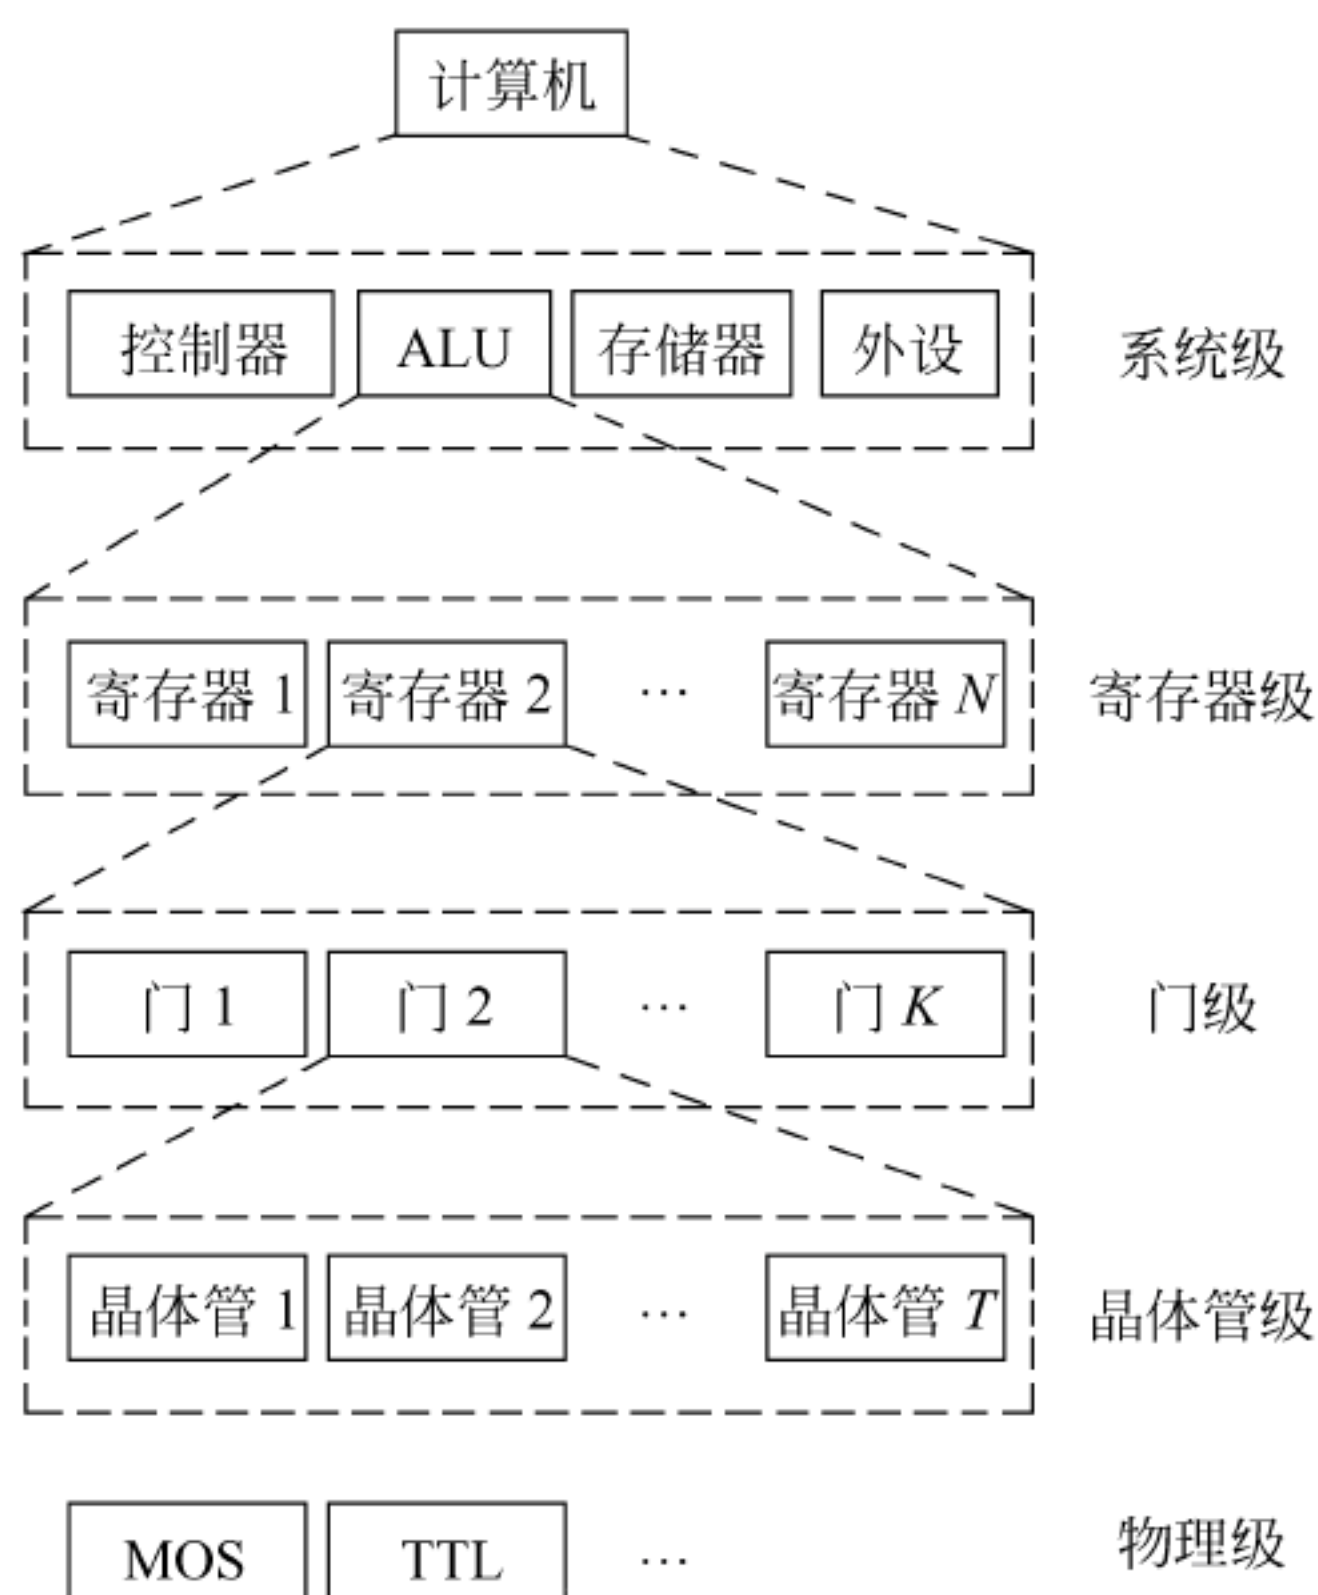 计算机
控制器 ALU 存储器 外设 系统级
寄存器 1 寄存器 2 … 寄存器 N 寄存器级
门 1 门 2 … 门 K 门级
晶体管 1 晶体管 2 … 晶体管 T 晶体管级
MOS TTL … 物理级